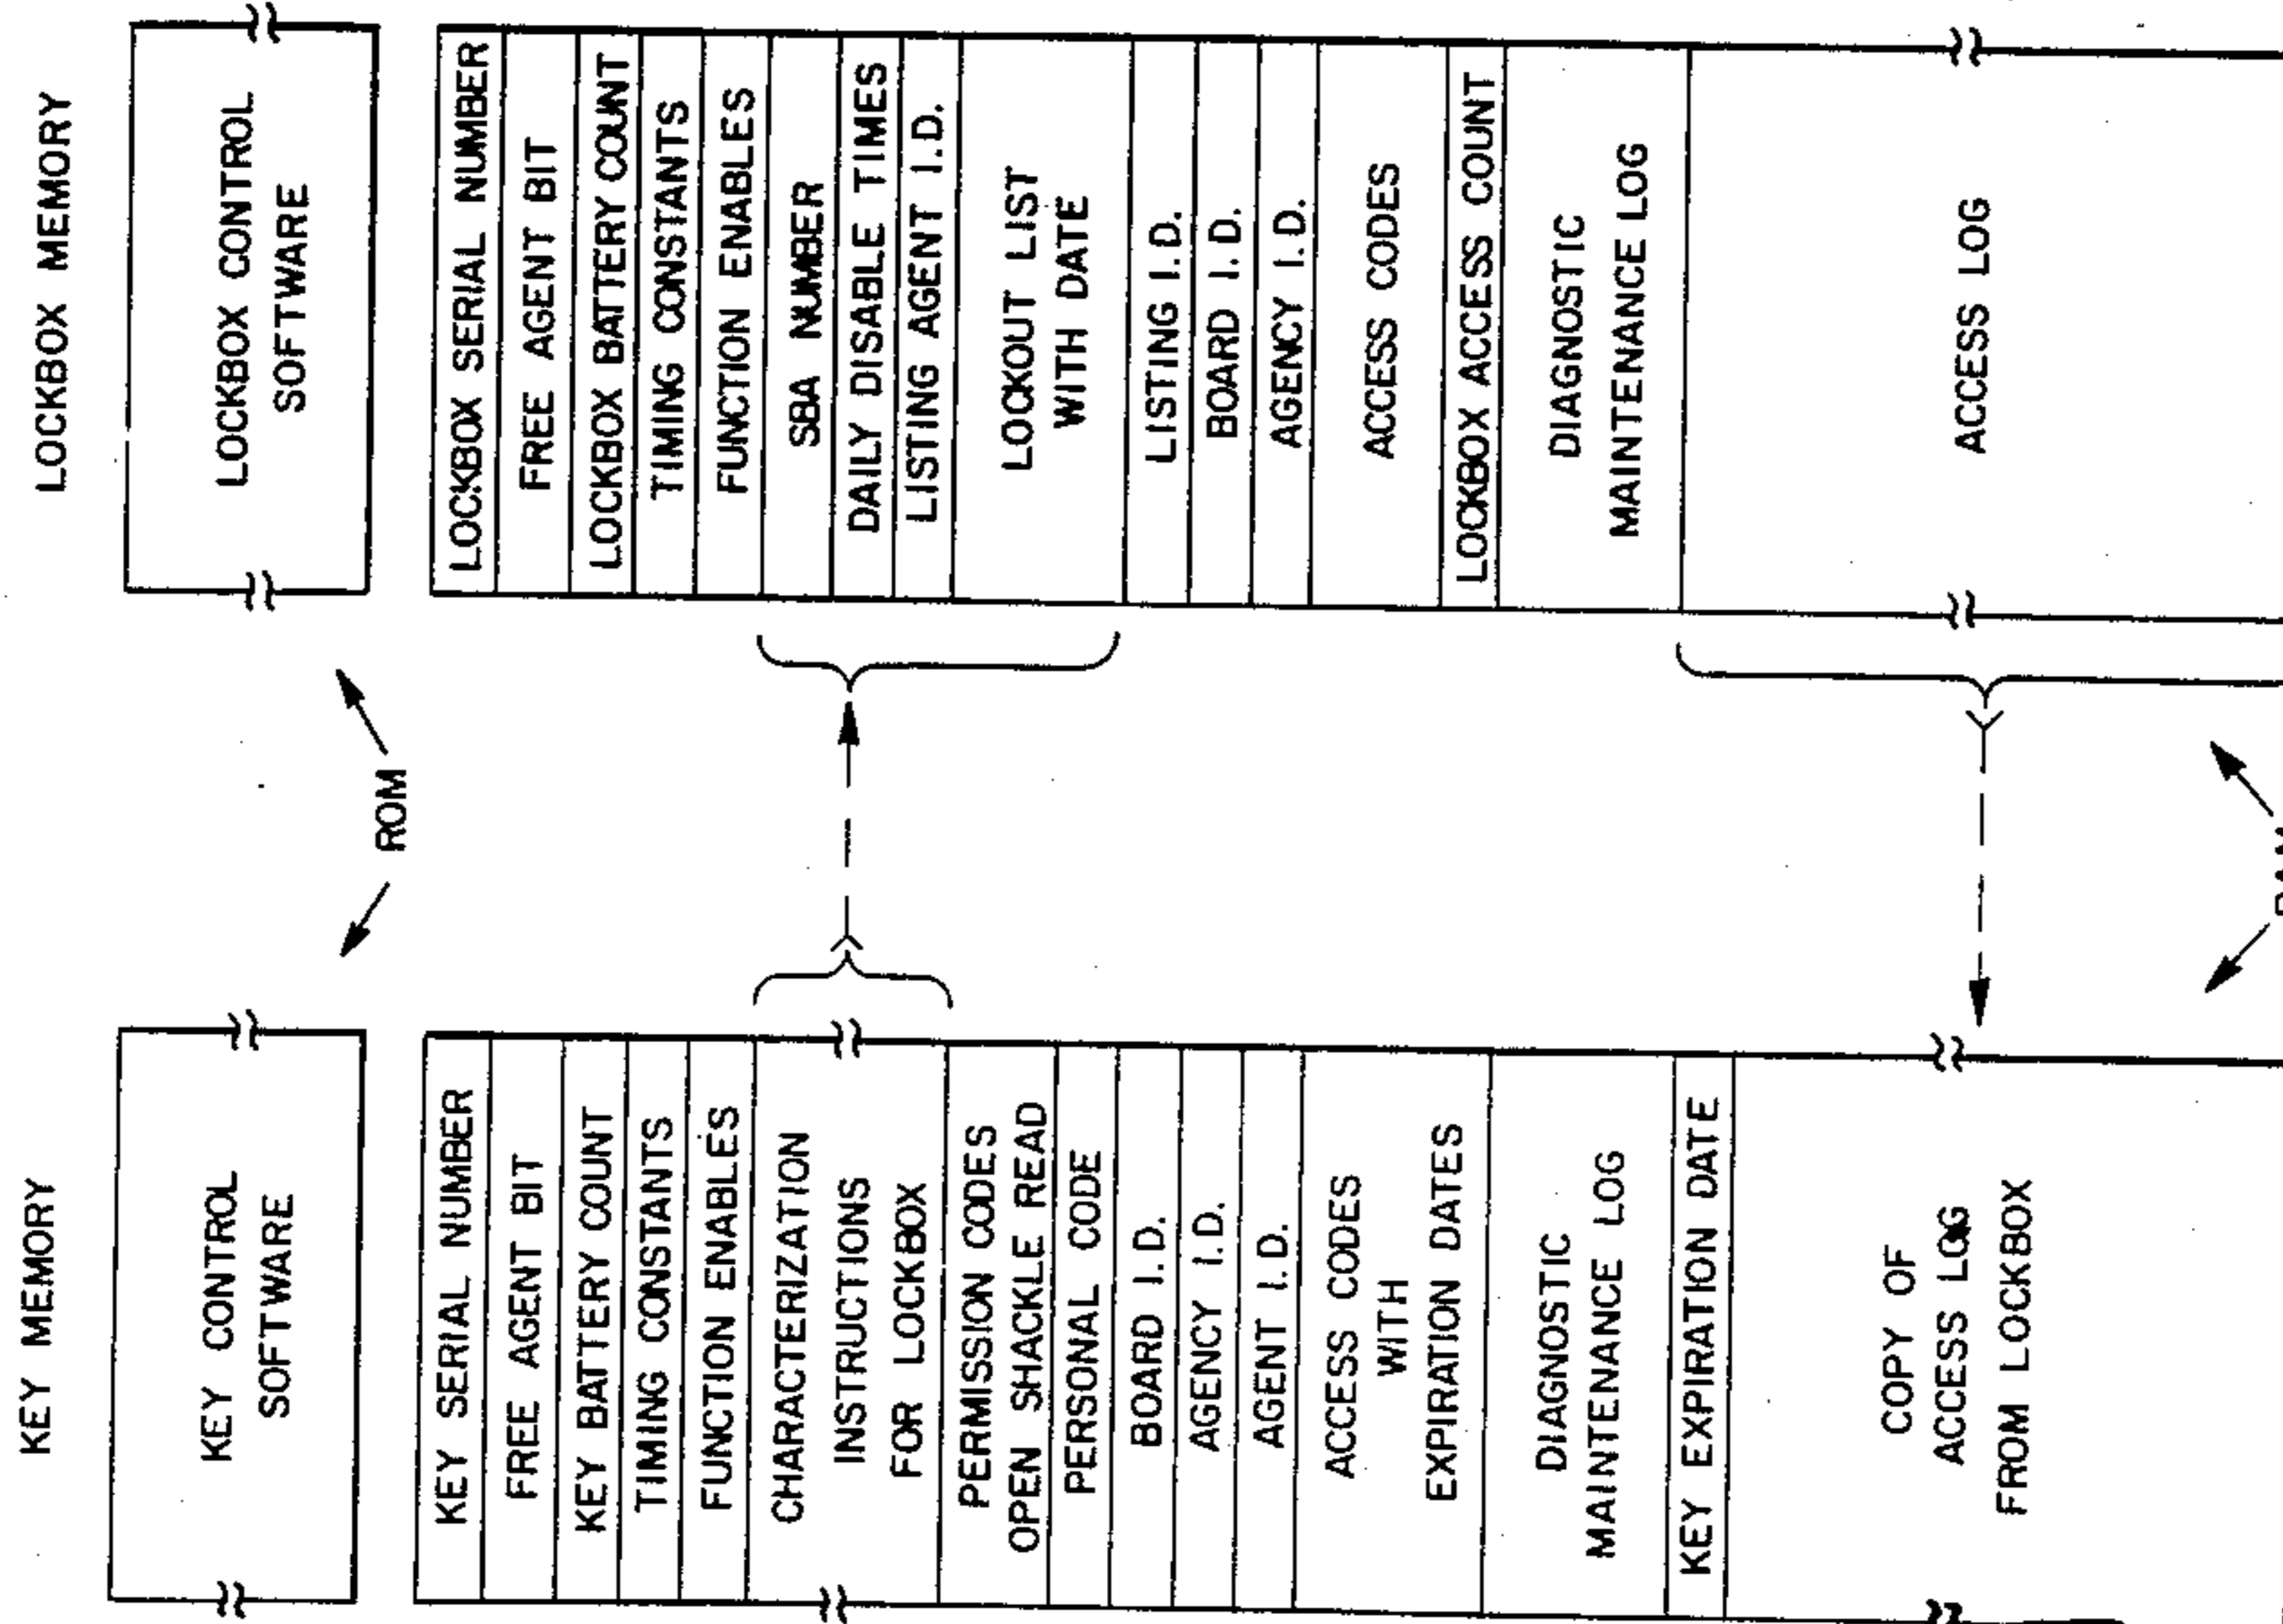 KEY MEMORY
KEY CONTROL
SOFTWARE
KEY SERIAL NUMBER
FREE AGENT BIT
KEY BATTERY COUNT
TIMING CONSTANTS
FUNCTION ENABLES
CHARACTERIZATION
INSTRUCTIONS
FOR LOCKBOX
PERMISSION CODES
OPEN SHACKLE READ
PERSONAL CODE
BOARD I.D.
AGENCY I.D.
AGENT I.D.
ACCESS CODES
WITH
EXPIRATION DATES
DIAGNOSTIC
MAINTENANCE LOG
KEY EXPIRATION DATE
COPY OF
ACCESS LOG
FROM LOCKBOX
ROM
LOCKBOX MEMORY
LOCKBOX CONTROL
SOFTWARE
LOCKBOX SERIAL NUMBER
FREE AGENT BIT
LOCKBOX BATTERY COUNT
TIMING CONSTANTS
FUNCTION ENABLES
SBA NUMBER
DAILY DISABLE TIMES
LISTING AGENT I.D.
LOCKOUT LIST
WITH DATE
LISTING I.D.
BOARD I.D.
AGENCY I.D.
ACCESS CODES
LOCKBOX ACCESS COUNT
DIAGNOSTIC
MAINTENANCE LOG
ACCESS LOG